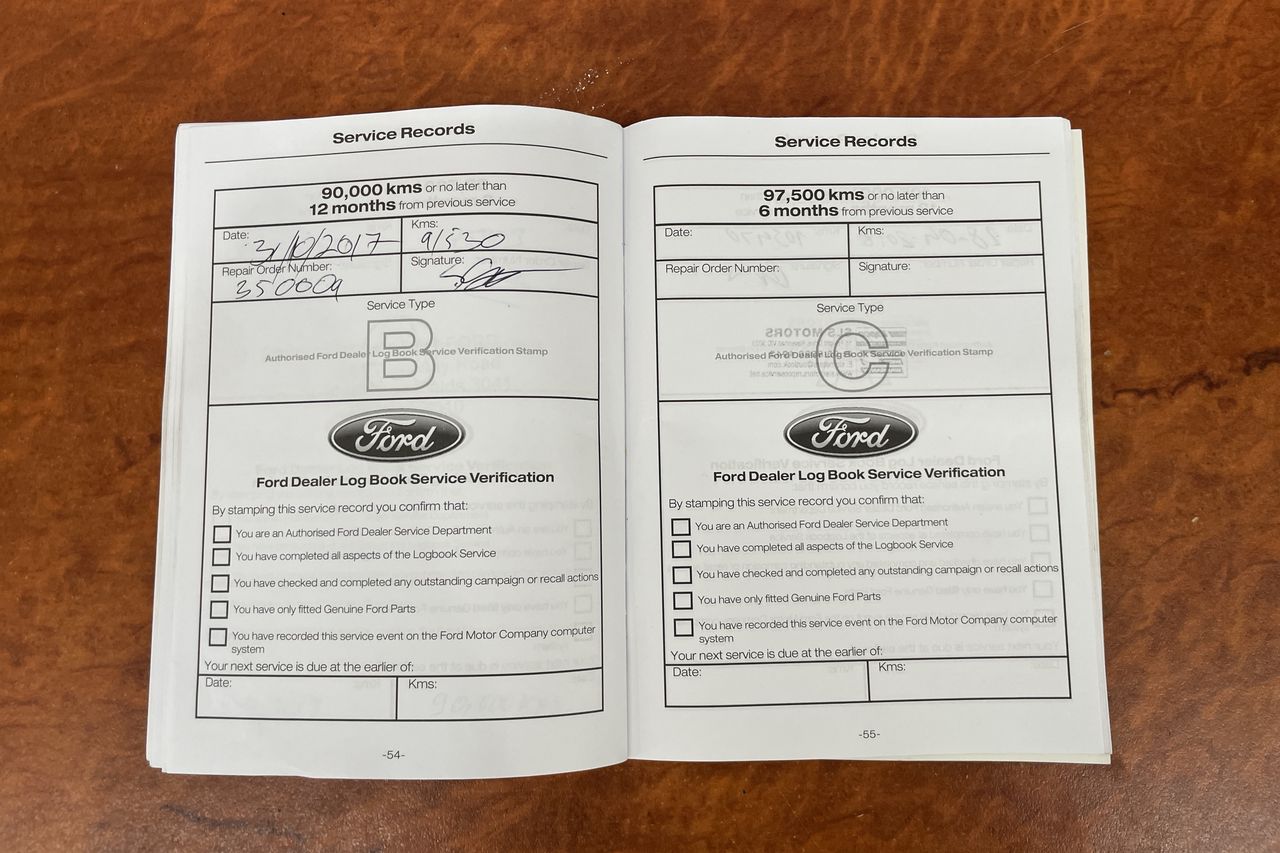 Service Records
90,000 kms or no later than
12 months from previous service
Date: 31/10/2017
Kms: 91530
Repair Order Number: 350009
Signature:
Service Type
B
Authorised Ford Dealer Log Book Service Verification Stamp
Ford
Ford Dealer Log Book Service Verification
By stamping this service record you confirm that:
You are an Authorised Ford Dealer Service Department
You have completed all aspects of the Logbook Service
You have checked and completed any outstanding campaign or recall actions
You have only fitted Genuine Ford Parts
You have recorded this service event on the Ford Motor Company computer
system
Your next service is due at the earlier of:
Date:
Kms:
-54-
Service Records
97,500 kms or no later than
6 months from previous service
Date:
Kms:
Repair Order Number:
Signature:
Service Type
C
Authorised Ford Dealer Log Book Service Verification Stamp
Ford
Ford Dealer Log Book Service Verification
By stamping this service record you confirm that:
You are an Authorised Ford Dealer Service Department
You have completed all aspects of the Logbook Service
You have checked and completed any outstanding campaign or recall actions
You have only fitted Genuine Ford Parts
You have recorded this service event on the Ford Motor Company computer
system
Your next service is due at the earlier of:
Date:
Kms:
-55-